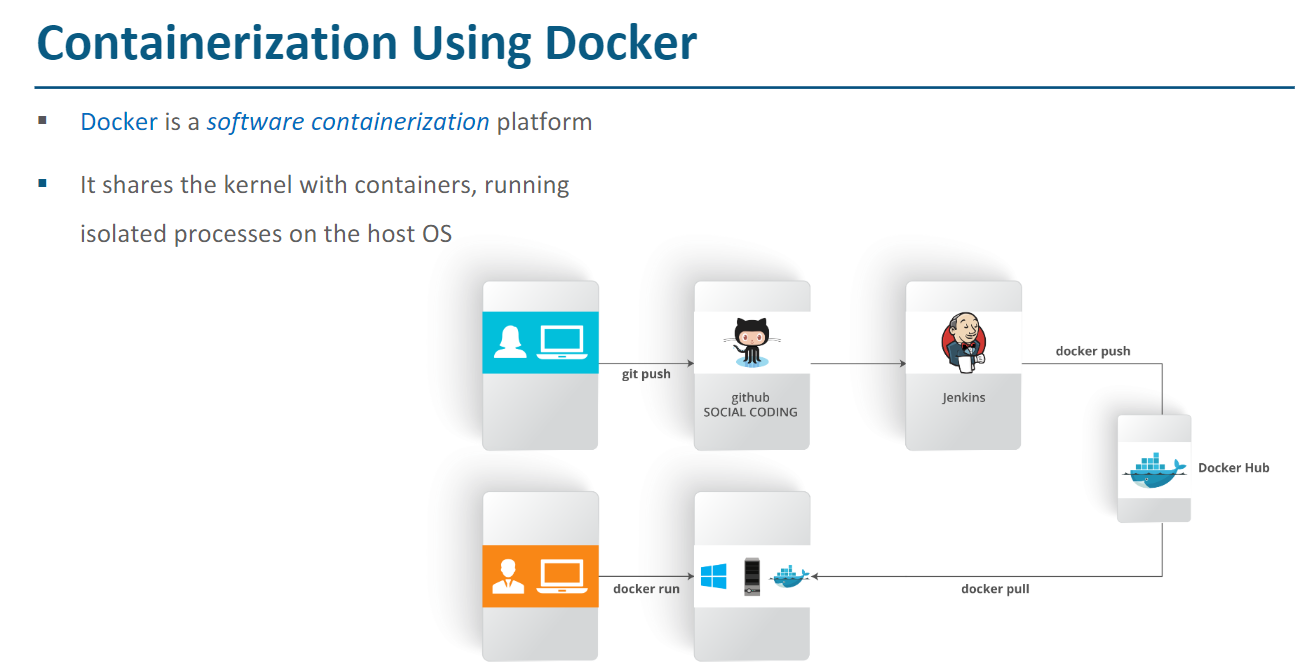 Containerization Using Docker
Docker is a software containerization platform
It shares the kernel with containers, running
isolated processes on the host OS
git push
github
SOCIAL CODING
Jenkins
docker push
Docker Hub
docker run
docker pull